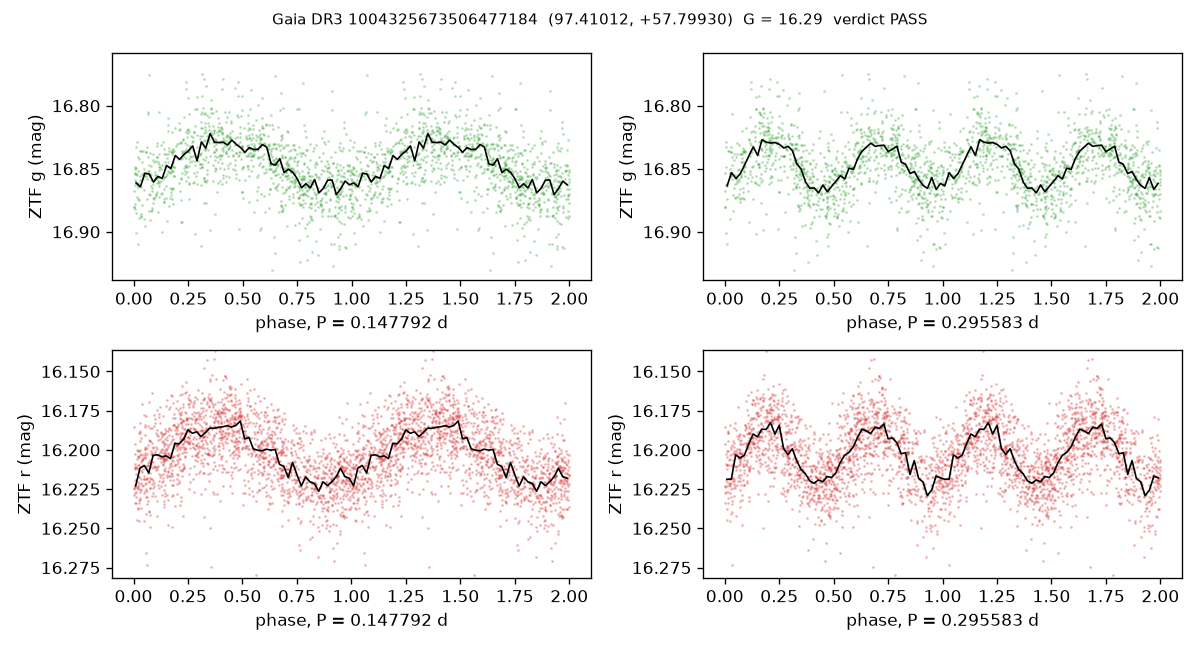 Gaia DR3 1004325673506477184 (97.41012, +57.79930) G = 16.29 verdict PASS
ZTF g (mag)
16.80
16.85
16.90
0.00 0.25 0.50 0.75 1.00 1.25 1.50 1.75 2.00
phase, P = 0.147792 d
ZTF g (mag)
16.80
16.85
16.90
0.00 0.25 0.50 0.75 1.00 1.25 1.50 1.75 2.00
phase, P = 0.295583 d
ZTF r (mag)
16.150
16.175
16.200
16.225
16.250
16.275
0.00 0.25 0.50 0.75 1.00 1.25 1.50 1.75 2.00
phase, P = 0.147792 d
ZTF r (mag)
16.150
16.175
16.200
16.225
16.250
16.275
0.00 0.25 0.50 0.75 1.00 1.25 1.50 1.75 2.00
phase, P = 0.295583 d